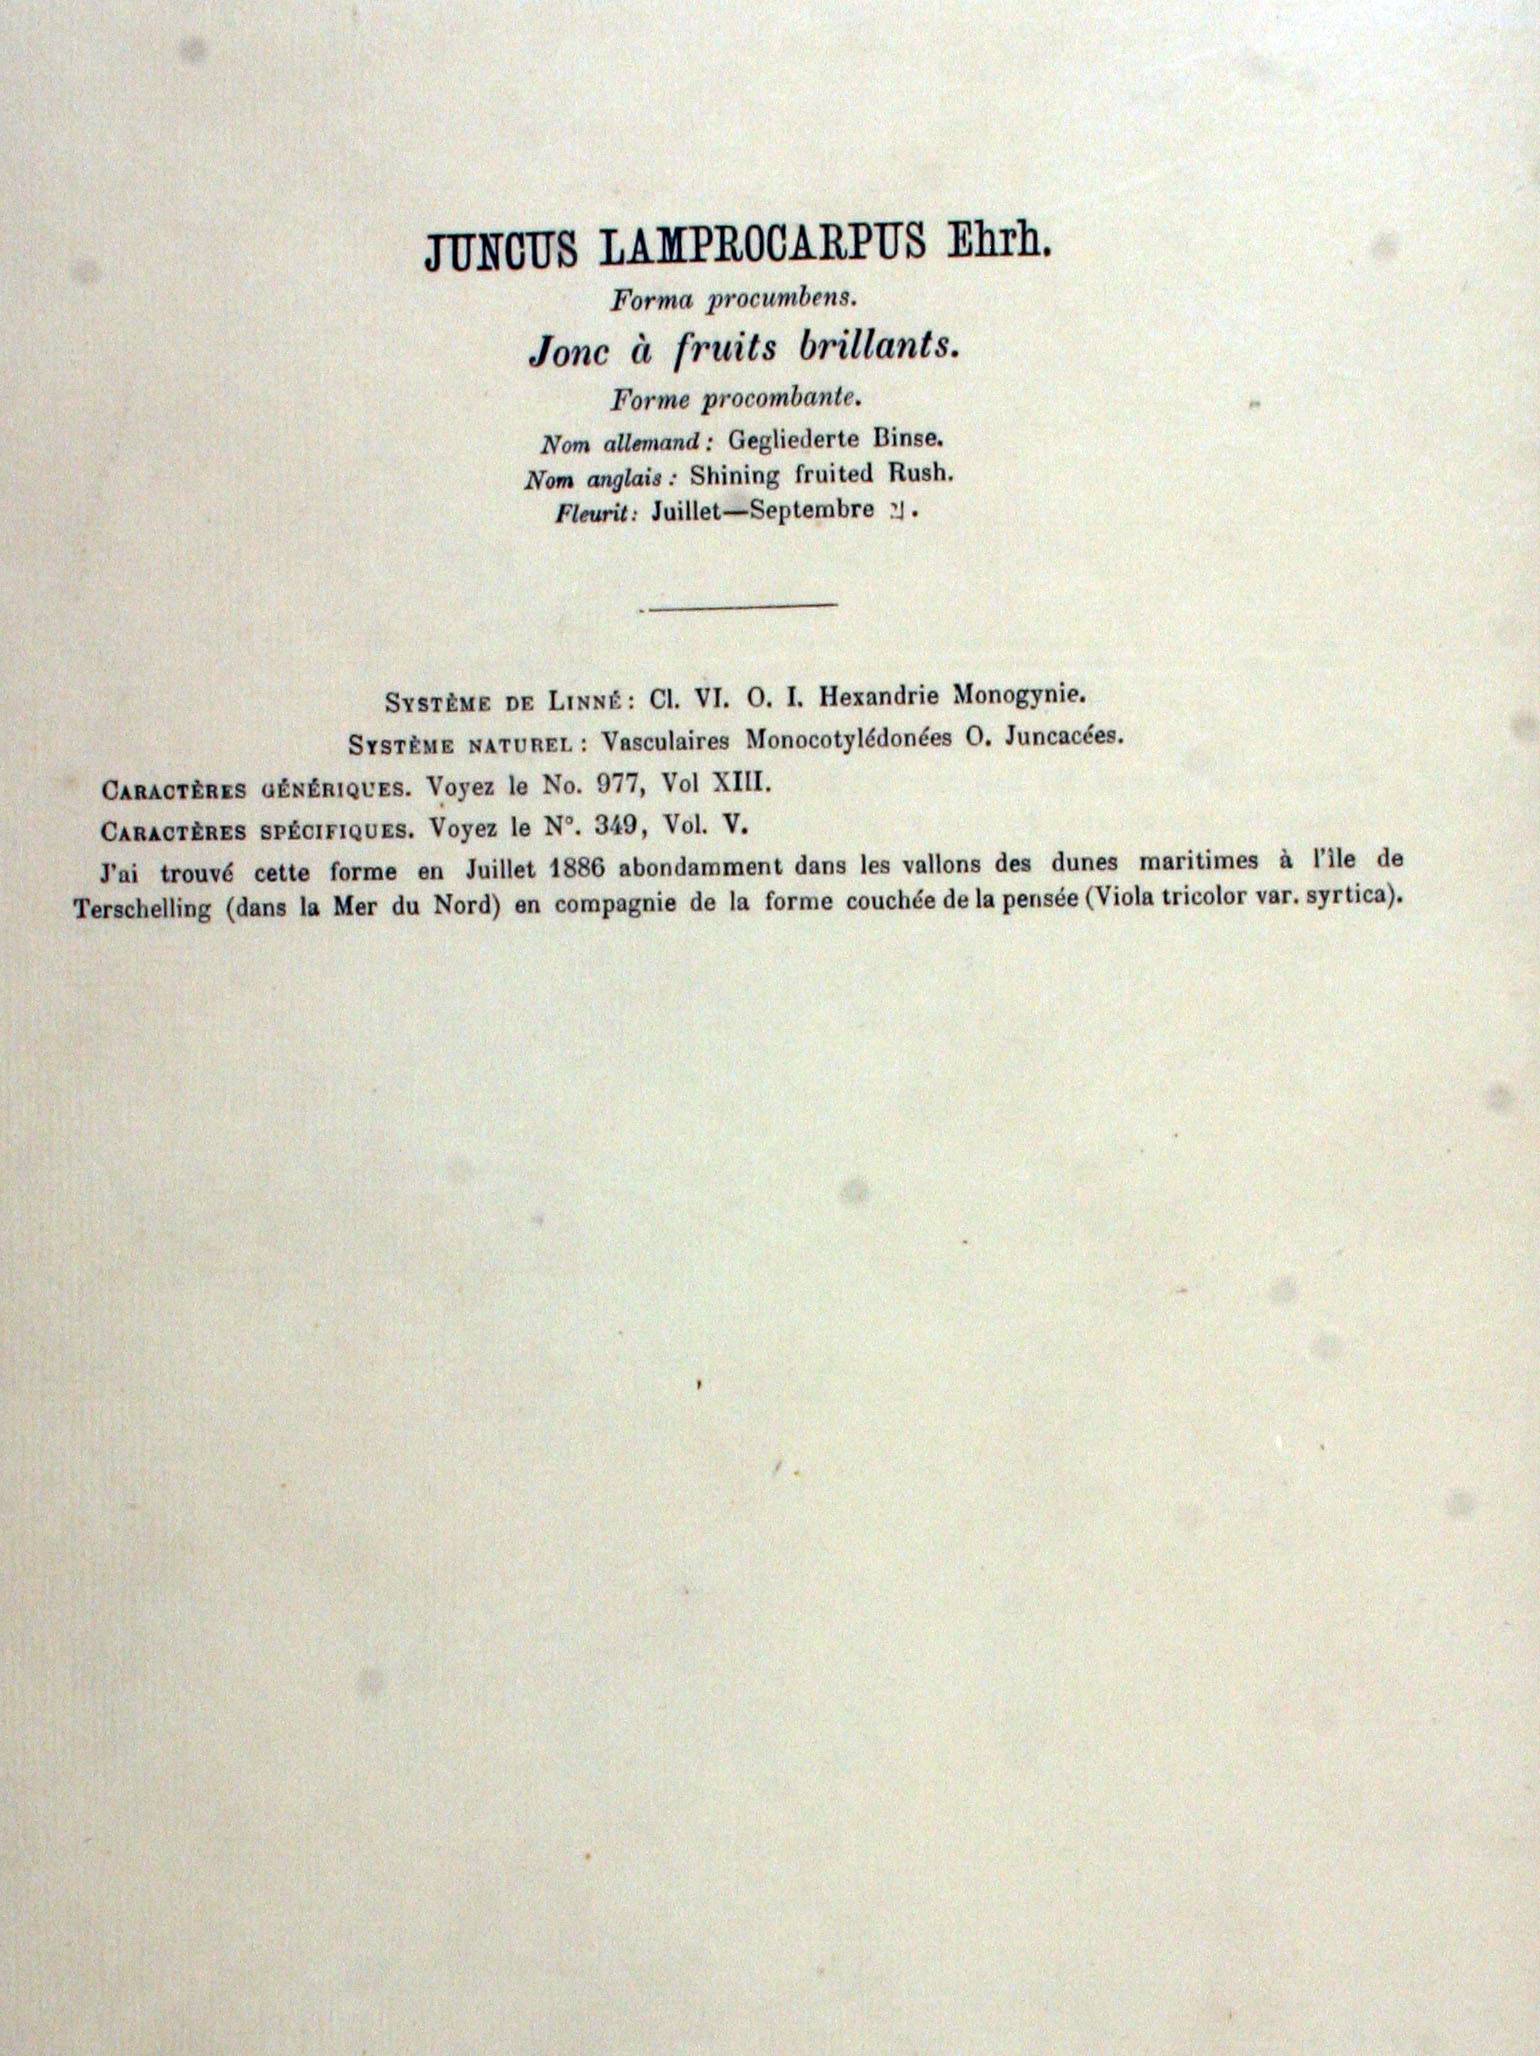 JUNCUS LAMPROCARPUS Ehrh.
Forma procumbens.
Jonc à fruits brillants.
Forme procombante.
Nom allemand: Gegliederte Binse.
Nom anglais: Shining fruited Rush.
Fleurit: Juillet—Septembre ♃.
SYSTÈME DE LINNÉ: Cl. VI. O. I. Hexandrie Monogynie.
SYSTÈME NATUREL: Vasculaires Monocotylédonées O. Juncacées.
CARACTÈRES GÉNÉRIQUES. Voyez le No. 977, Vol XIII.
CARACTÈRES SPÉCIFIQUES. Voyez le N°. 349, Vol. V.
J'ai trouvé cette forme en Juillet 1886 abondamment dans les vallons des dunes maritimes à l'île de
Terschelling (dans la Mer du Nord) en compagnie de la forme couchée de la pensée (Viola tricolor var. syrtica).